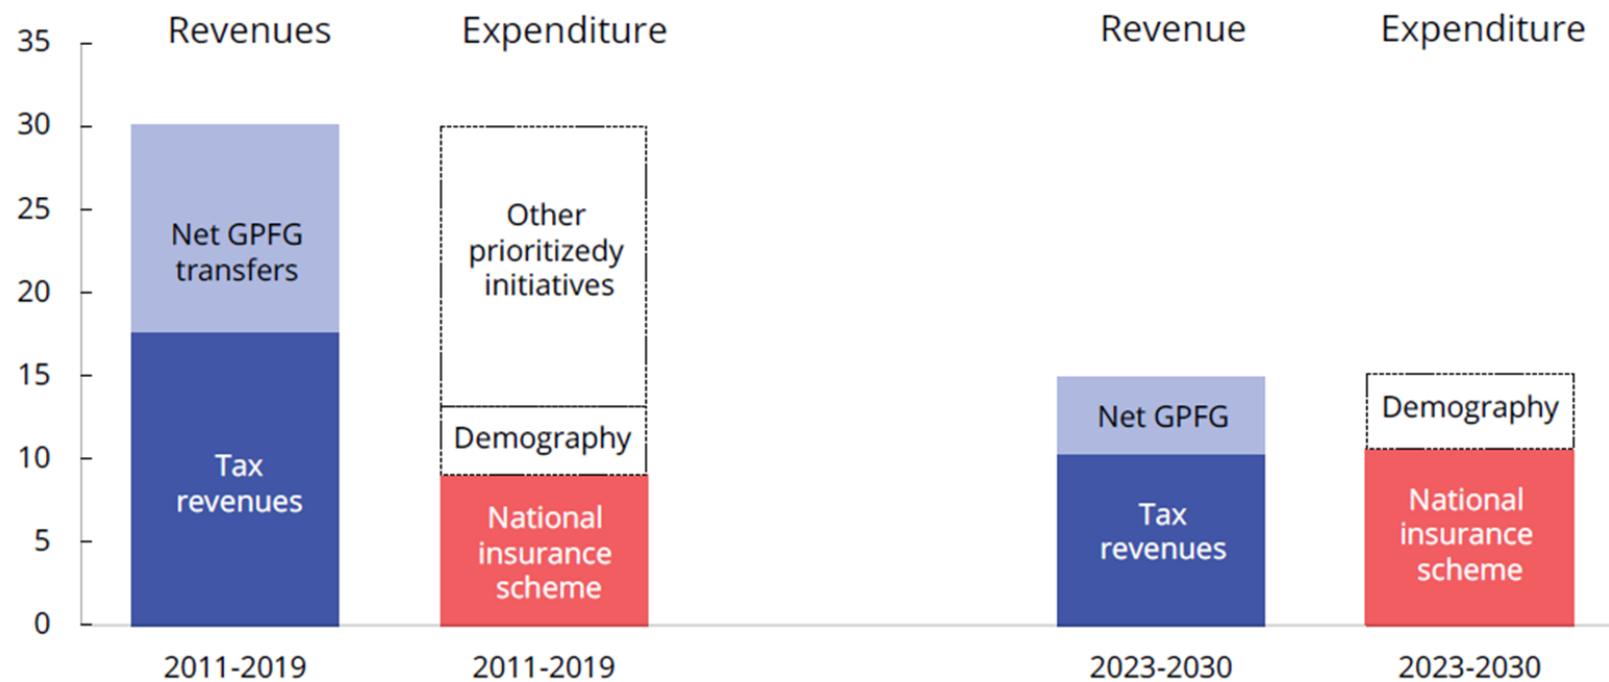 Revenues
Expenditure
Revenue
Expenditure
35
30
25
20
15
10
5
0
Net GPFG
transfers
Tax
revenues
Other
prioritizedy
initiatives
Demography
National
insurance
scheme
Net GPFG
Tax
revenues
Demography
National
insurance
scheme
2011-2019
2011-2019
2023-2030
2023-2030